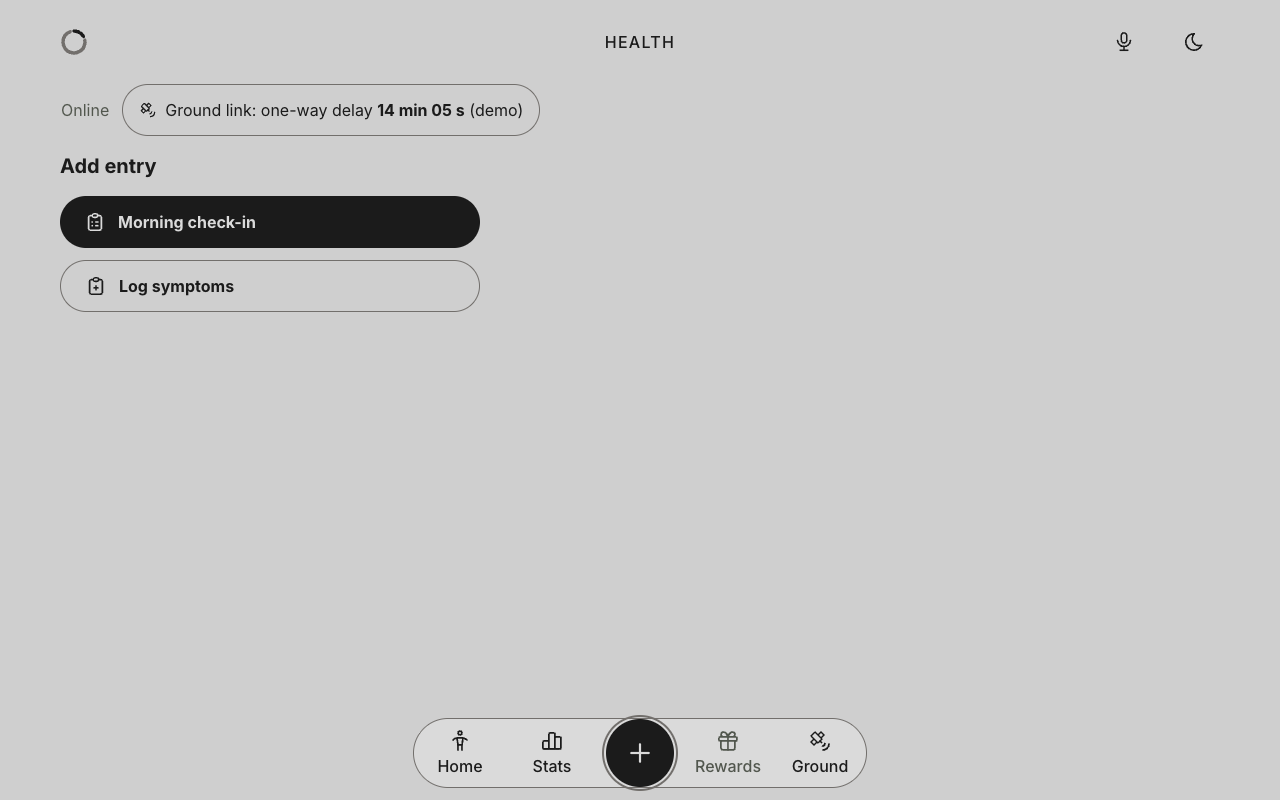 HEALTH
Online
Ground link: one-way delay 14 min 05 s (demo)
Add entry
Morning check-in
Log symptoms
Home
Stats
Rewards
Ground